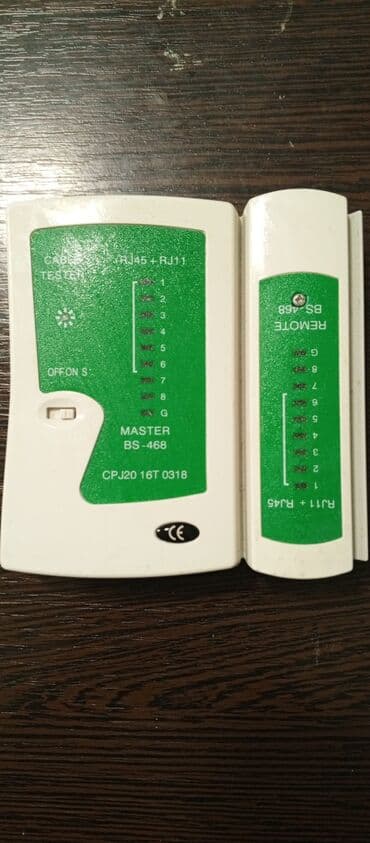 CABLE
TESTER
RJ45 + RJ11
1
2
3
4
5
6
7
8
G
OFF ON S
MASTER
BS-468
CPJ20 16T 0318
CE
REMOTE
BS-468
G
8
7
6
5
4
3
2
1
RJ11 + RJ45